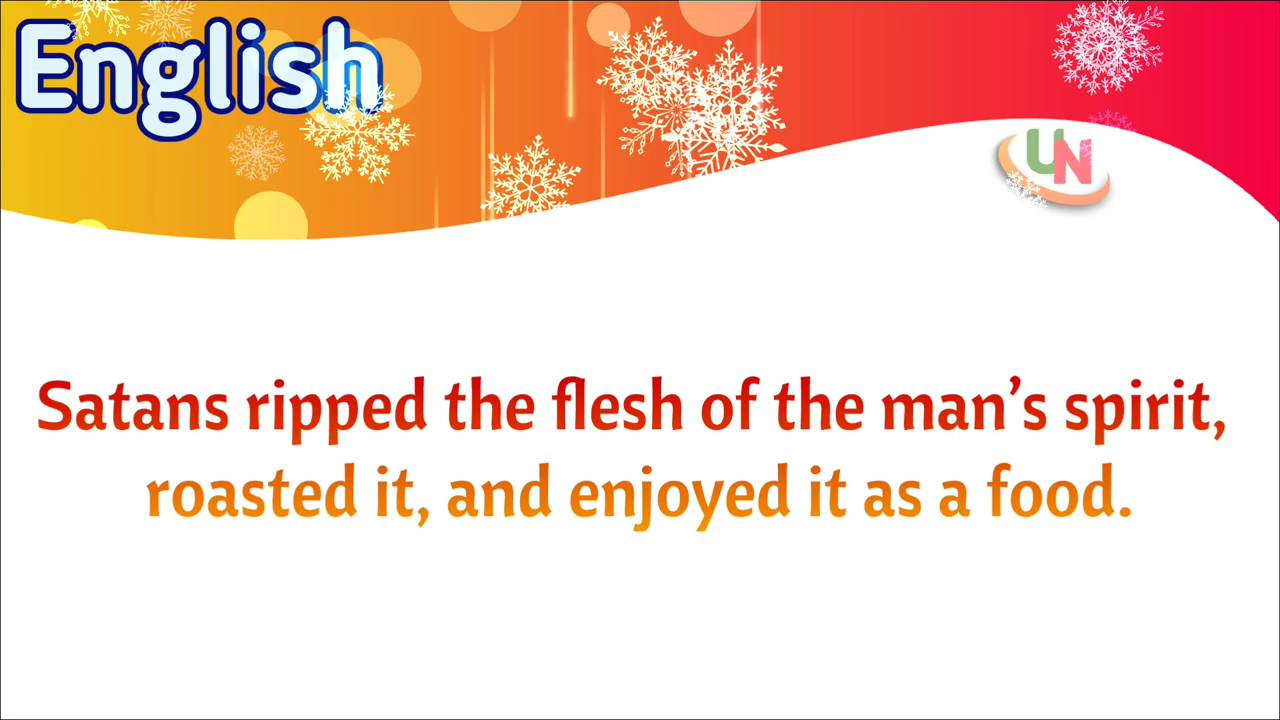 English
UN
Satans ripped the flesh of the man’s spirit,
roasted it, and enjoyed it as a food.